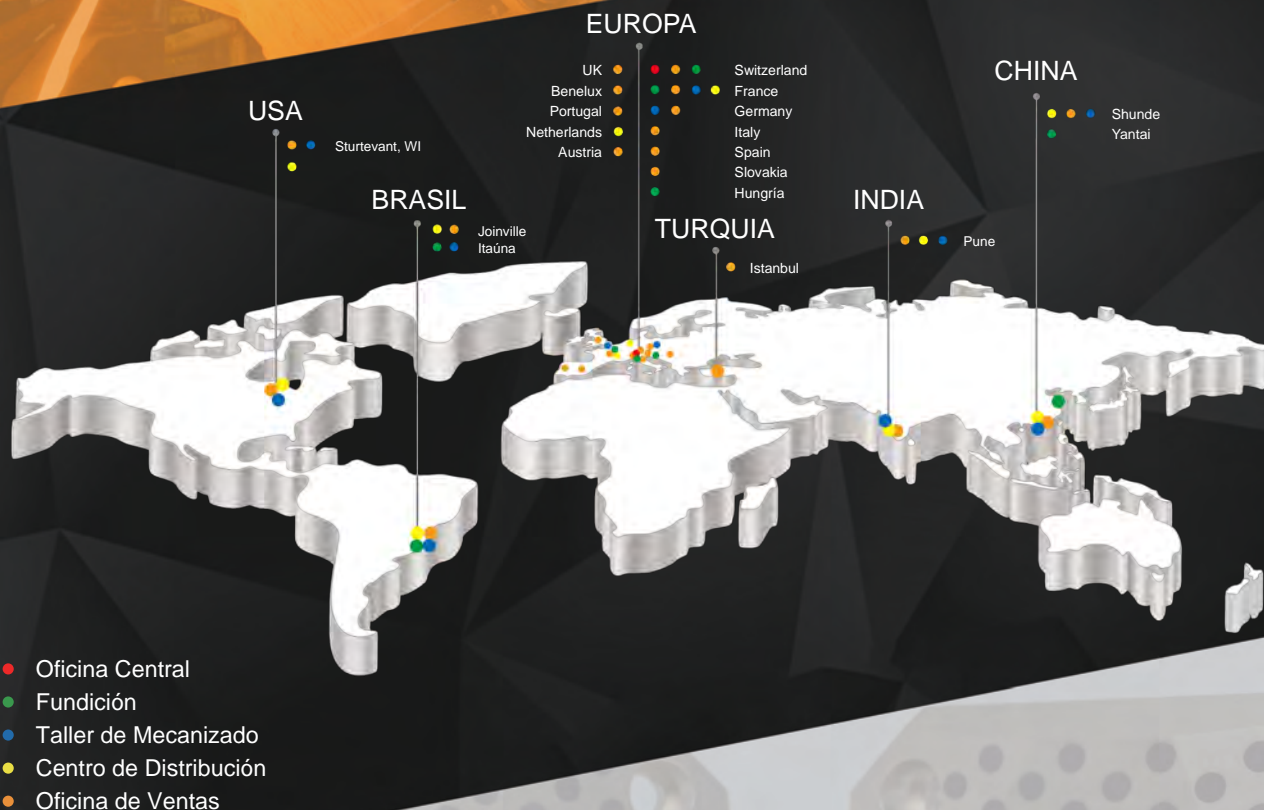 EUROPA
UK
Benelux
Portugal
Netherlands
Austria
Switzerland
France
Germany
Italy
Spain
Slovakia
Hungría
CHINA
Shunde
Yantai
USA
Sturtevant, WI
BRASIL
Joinville
Itaúna
TURQUIA
Istanbul
INDIA
Pune
Oficina Central
Fundición
Taller de Mecanizado
Centro de Distribución
Oficina de Ventas